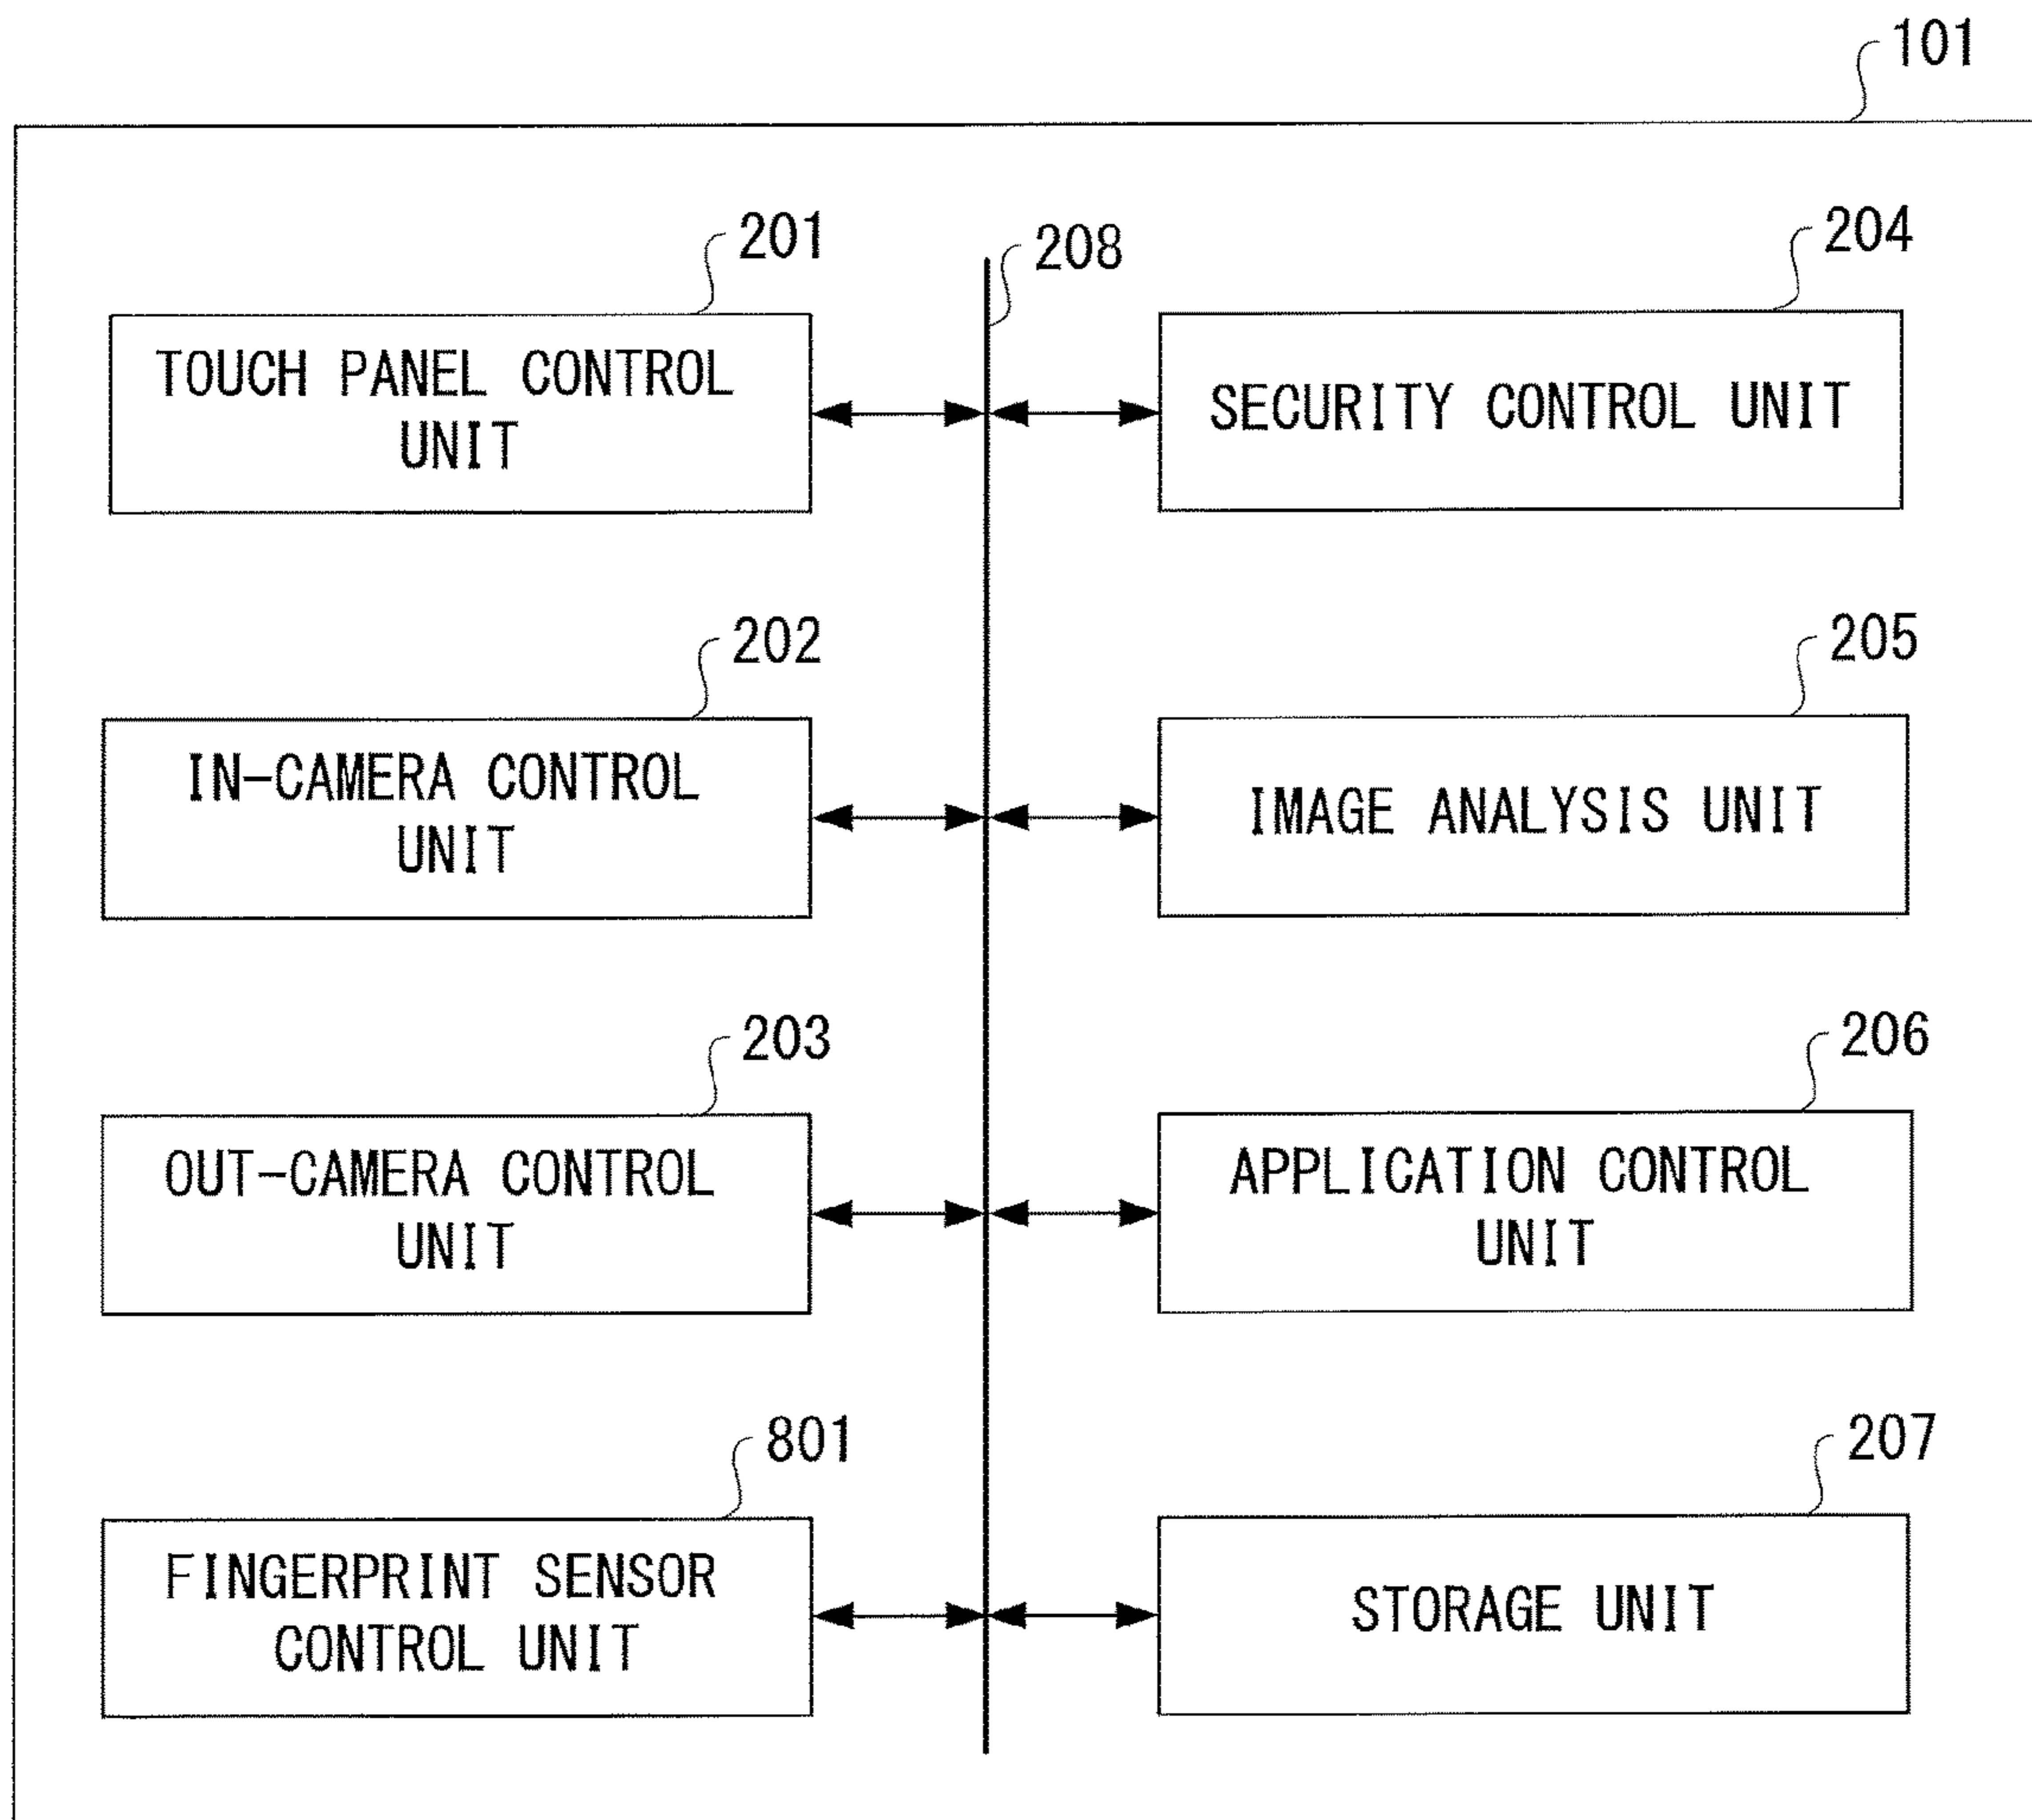 101
201
208
204
TOUCH PANEL CONTROL
UNIT
SECURITY CONTROL UNIT
202
205
IN-CAMERA CONTROL
UNIT
IMAGE ANALYSIS UNIT
203
206
OUT-CAMERA CONTROL
UNIT
APPLICATION CONTROL
UNIT
801
207
FINGERPRINT SENSOR
CONTROL UNIT
STORAGE UNIT